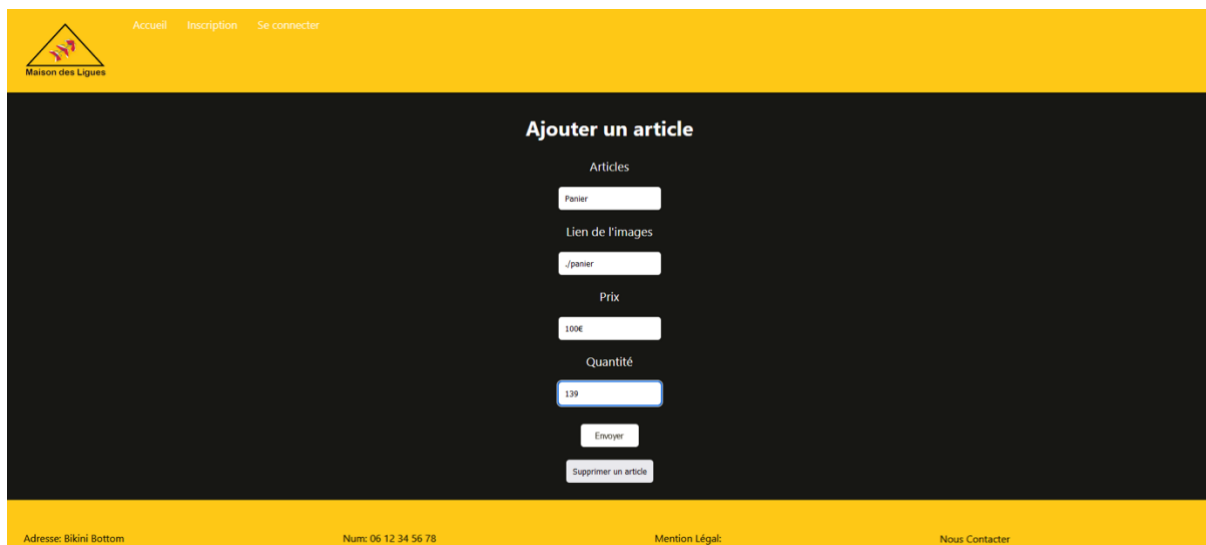 Accueil Inscription Se connecter
Maison des Ligues
Ajouter un article
Articles
Panier
Lien de l'images
./panier
Prix
100€
Quantité
139
Envoyer
Supprimer un article
Adresse: Bikini Bottom Num: 06 12 34 56 78 Mention Légal: Nous Contacter